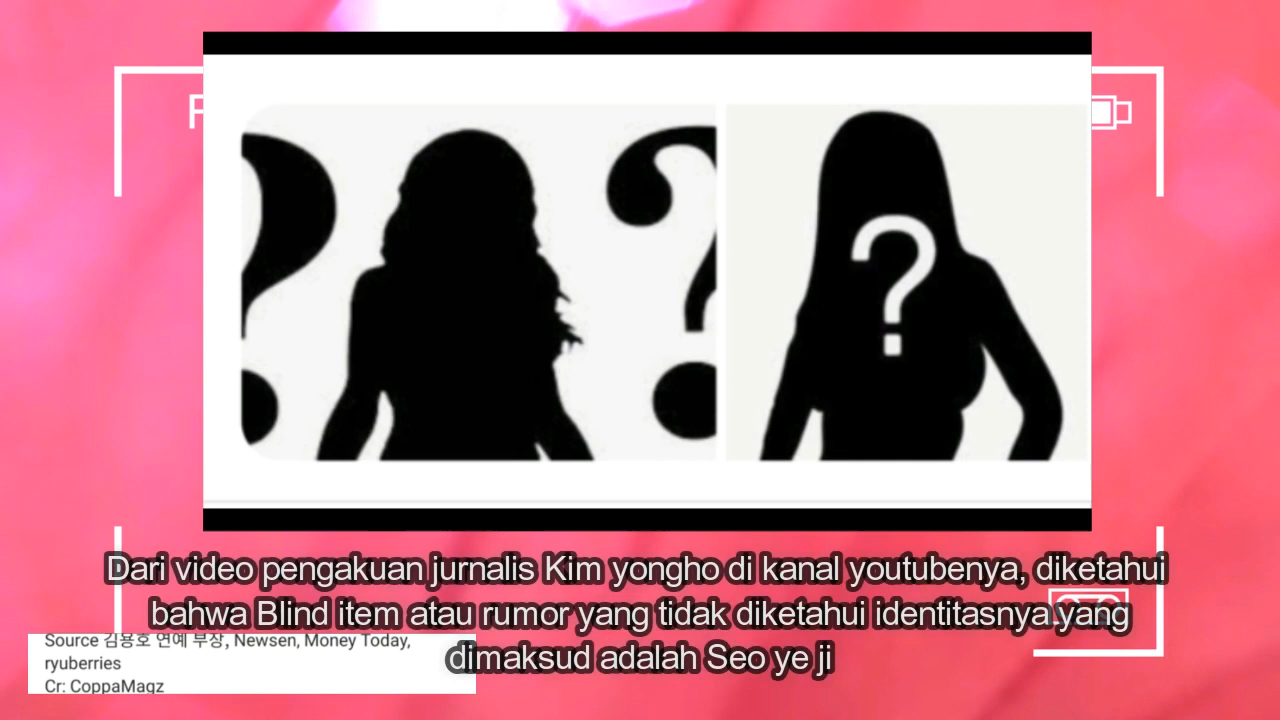 ?
?
?
Dari video pengakuan jurnalis Kim yongho di kanal youtubenya, diketahui
bahwa Blind item atau rumor yang tidak diketahui identitasnya yang
dimaksud adalah Seo ye ji
Source 김용호 연예 부장, Newsen, Money Today,
ryuberries
Cr: CoppaMagz